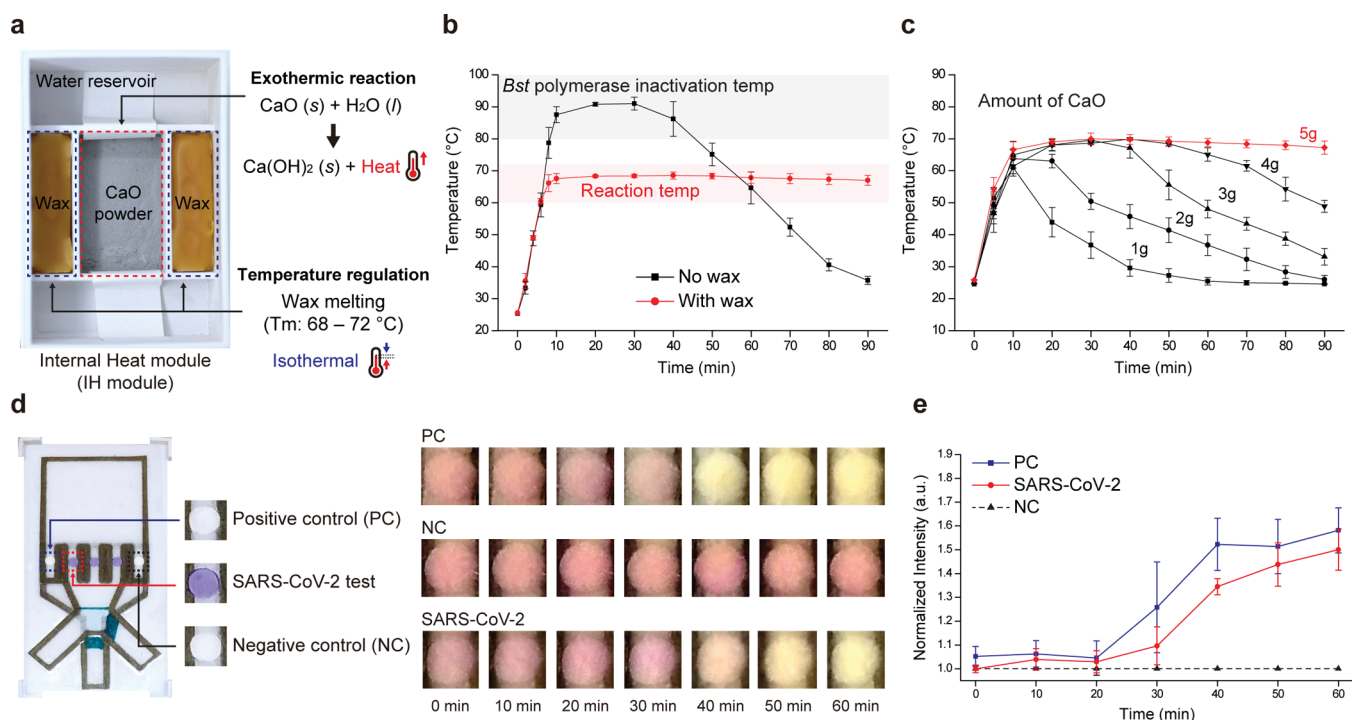 a
Water reservoir
Wax
CaO
powder
Wax
Internal Heat module
(IH module)
Exothermic reaction
CaO (s) + H₂O (l)
Ca(OH)₂ (s) + Heat
Temperature regulation
Wax melting
(Tm: 68 – 72 °C)
Isothermal
b
Temperature (°C)
100
90
80
70
60
50
40
30
20
Bst polymerase inactivation temp
Reaction temp
No wax
With wax
0 10 20 30 40 50 60 70 80 90
Time (min)
c
Temperature (°C)
90
80
70
60
50
40
30
20
10
Amount of CaO
5g
4g
3g
2g
1g
0 10 20 30 40 50 60 70 80 90
Time (min)
d
Positive control (PC)
SARS-CoV-2 test
Negative control (NC)
PC
NC
SARS-CoV-2
0 min 10 min 20 min 30 min 40 min 50 min 60 min
e
Normalized Intensity (a.u.)
1.9
1.8
1.7
1.6
1.5
1.4
1.3
1.2
1.1
1.0
0.9
PC
SARS-CoV-2
NC
0 10 20 30 40 50 60
Time (min)